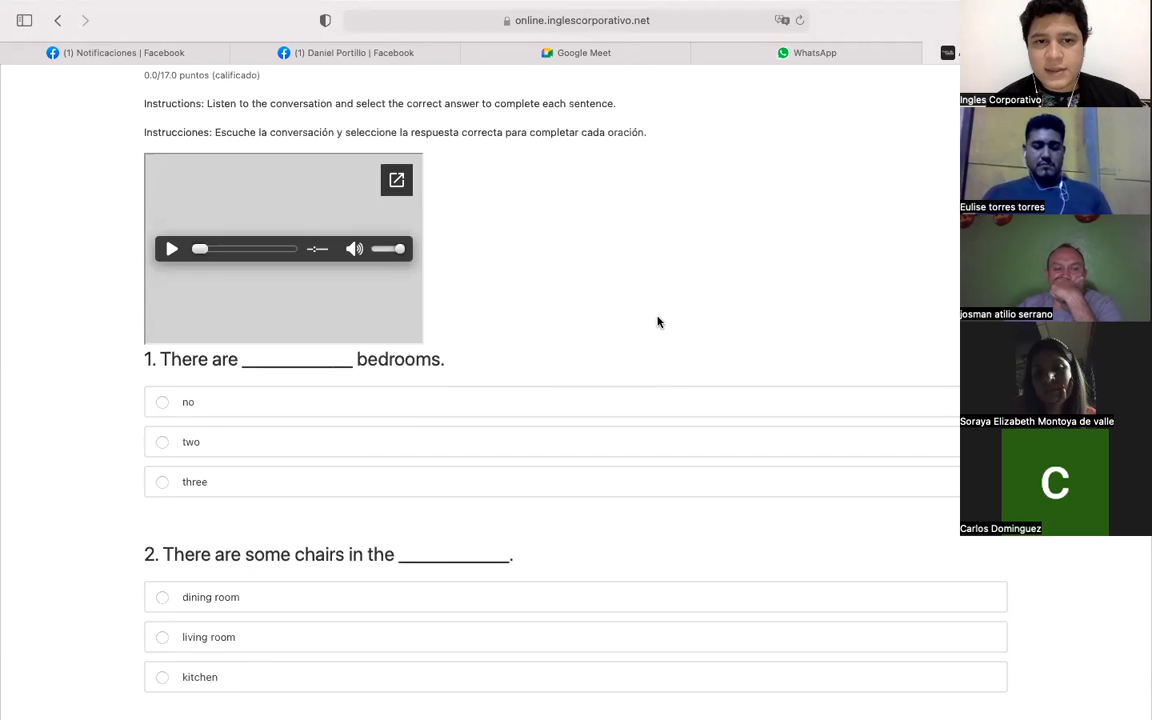 online.inglescorporativo.net
(1) Notificaciones | Facebook
(1) Daniel Portillo | Facebook
Google Meet
WhatsApp
0.0/17.0 puntos (calificado)
Instructions: Listen to the conversation and select the correct answer to complete each sentence.
Instrucciones: Escuche la conversación y seleccione la respuesta correcta para completar cada oración.
1. There are ____________ bedrooms.
no
two
three
2. There are some chairs in the ____________.
dining room
living room
kitchen
Ingles Corporativo
Eulise torres torres
josman atilio serrano
Soraya Elizabeth Montoya de valle
C
Carlos Dominguez